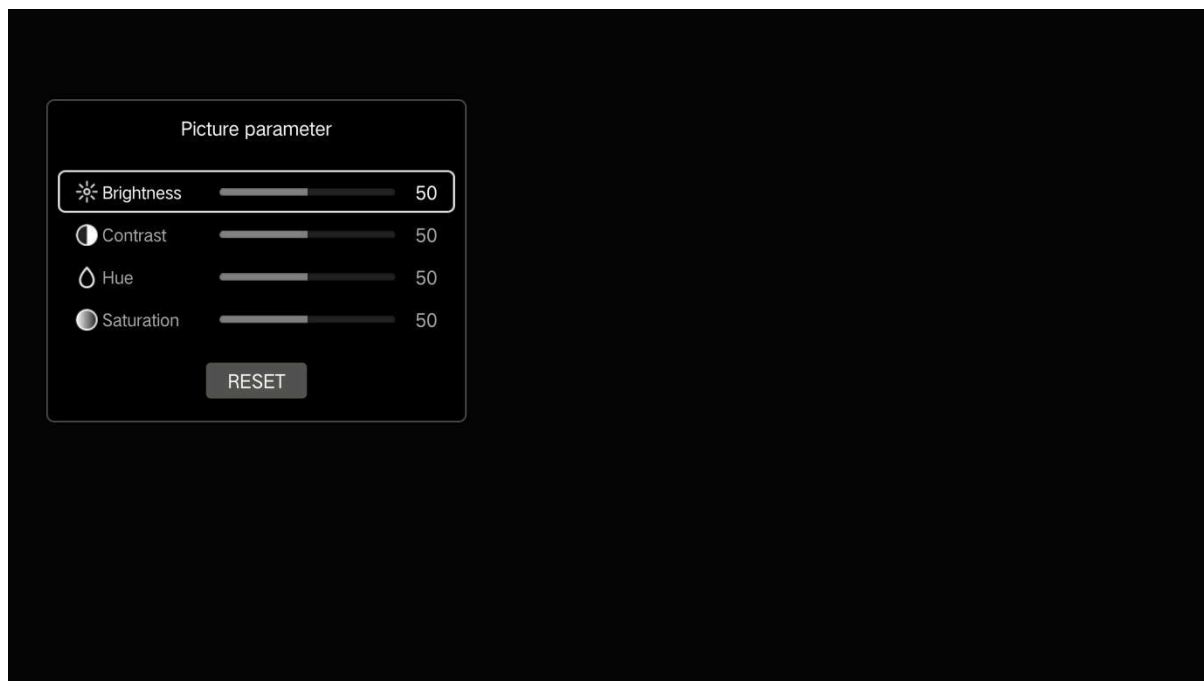 Picture parameter
Brightness 50
Contrast 50
Hue 50
Saturation 50
RESET